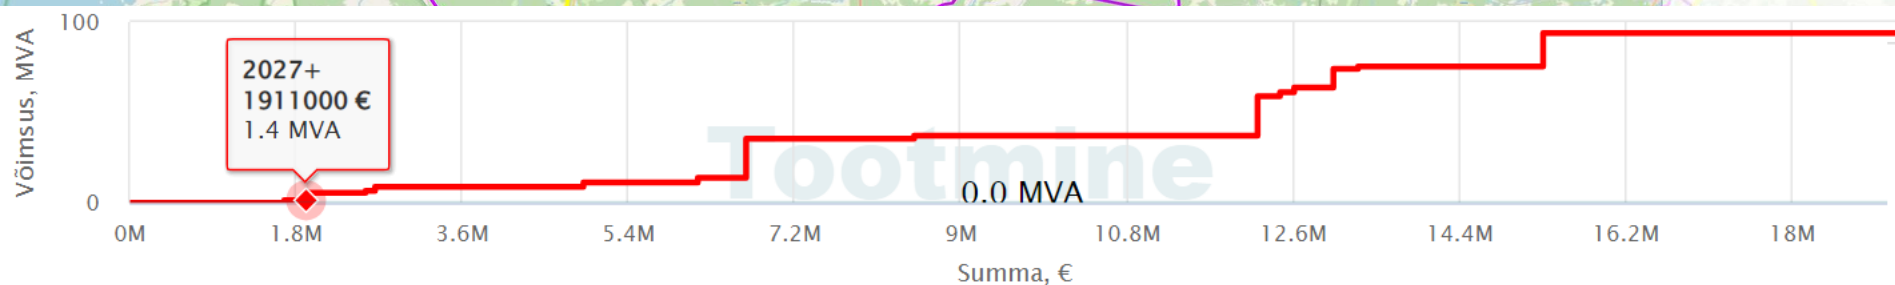 100
Võimsus, MVA
2027+
1911000 €
1.4 MVA
Tootmine
0.0 MVA
0
0M 1.8M 3.6M 5.4M 7.2M 9M 10.8M 12.6M 14.4M 16.2M 18M
Summa, €